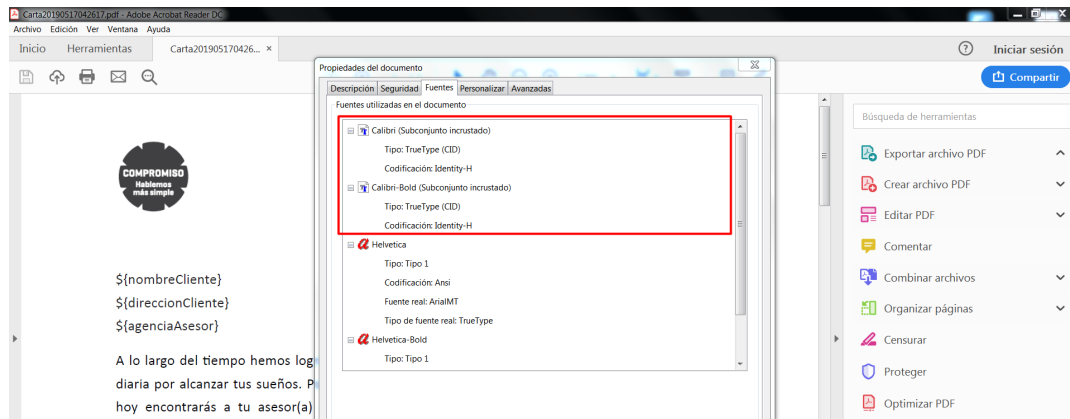 Carta20190517042617.pdf - Adobe Acrobat Reader DC
Archivo Edición Ver Ventana Ayuda
Inicio Herramientas Carta201905170426... × Iniciar sesión
Compartir
Propiedades del documento
Descripción Seguridad Fuentes Personalizar Avanzadas
Fuentes utilizadas en el documento
Calibri (Subconjunto incrustado)
Tipo: TrueType (CID)
Codificación: Identity-H
Calibri-Bold (Subconjunto incrustado)
Tipo: TrueType (CID)
Codificación: Identity-H
Helvetica
Tipo: Tipo 1
Codificación: Ansi
Fuente real: ArialMT
Tipo de fuente real: TrueType
Helvetica-Bold
Tipo: Tipo 1
COMPROMISO
Hablemos
más simple
${nombreCliente}
${direccionCliente}
${agenciaAsesor}
A lo largo del tiempo hemos log
diaria por alcanzar tus sueños. P
hoy encontrarás a tu asesor(a)
Búsqueda de herramientas
Exportar archivo PDF
Crear archivo PDF
Editar PDF
Comentar
Combinar archivos
Organizar páginas
Censurar
Proteger
Optimizar PDF